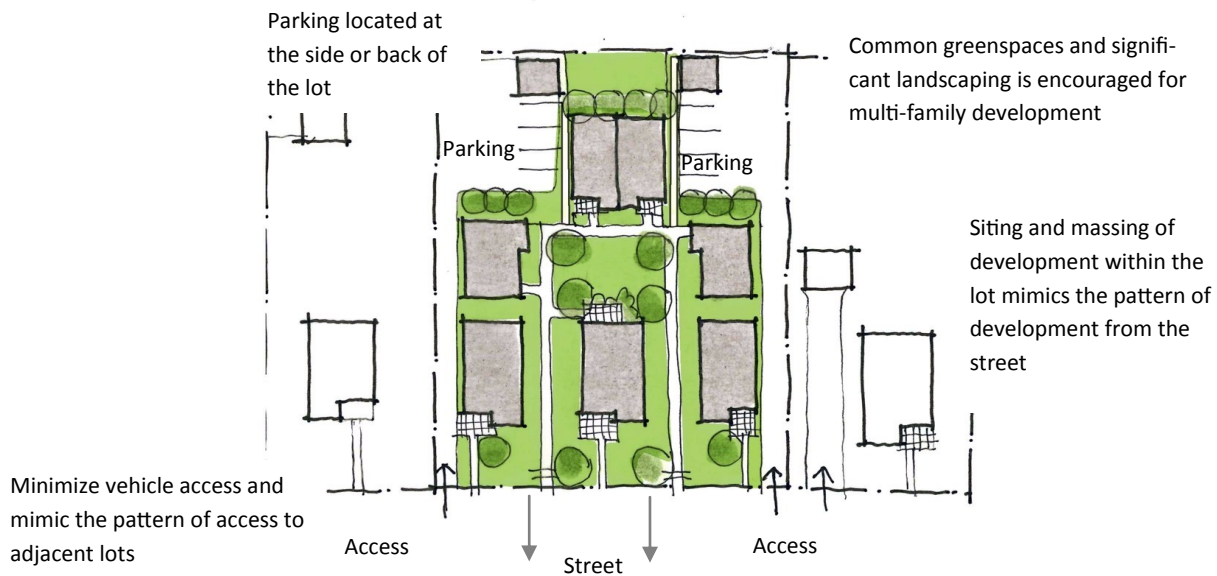 Parking located at
the side or back of
the lot
Common greenspaces and signifi-
cant landscaping is encouraged for
multi-family development
Parking
Parking
Siting and massing of
development within the
lot mimics the pattern of
development from the
street
Minimize vehicle access and
mimic the pattern of access to
adjacent lots
Access
Access
Street